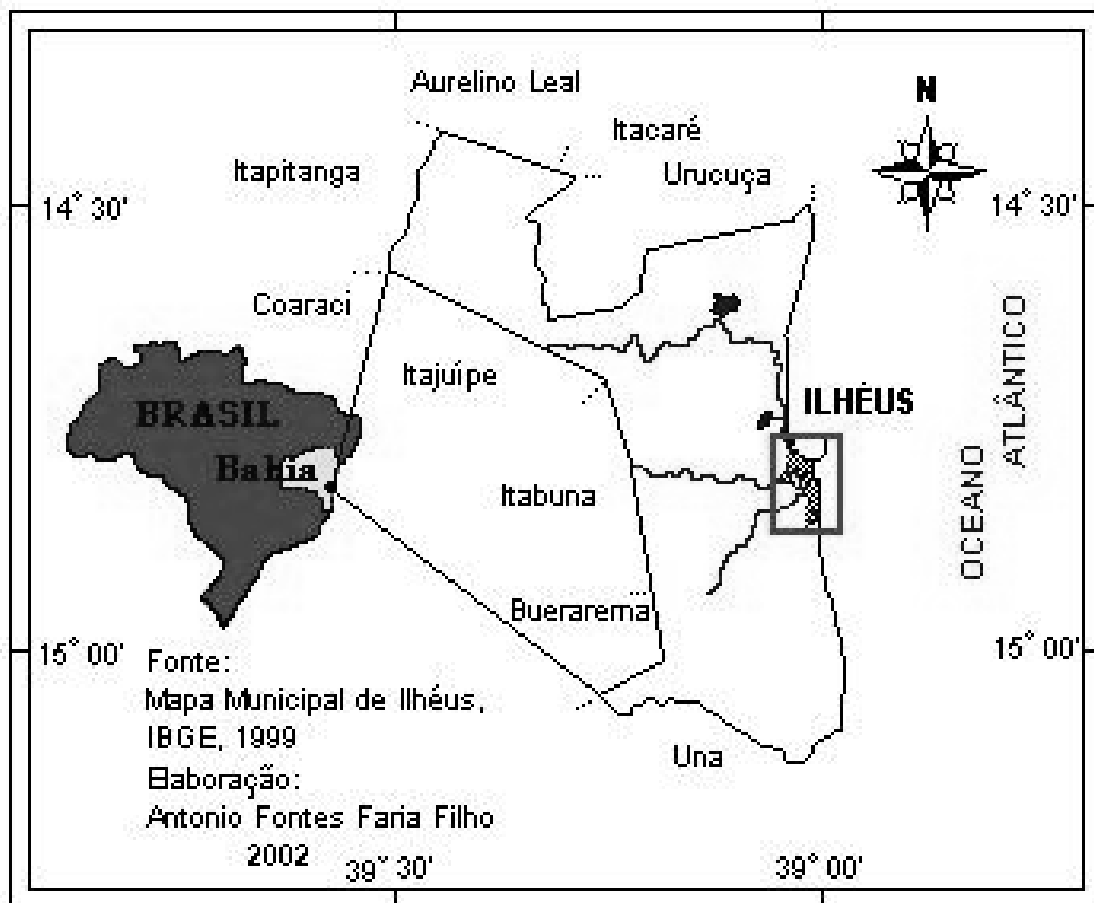 Aurelino Leal
N
Itacaré
Itapitanga
Urucuça
14° 30'
14° 30'
Coaraci
ATLÂNTICO
Itajuípe
ILHÉUS
BRASIL
Bahia
Itabuna
OCEANO
Buerarema
15° 00'
15° 00'
Fonte:
Mapa Municipal de Ilhéus,
IBGE, 1999
Una
Elaboração:
Antonio Fontes Faria Filho
2002
39° 30'
39° 00'